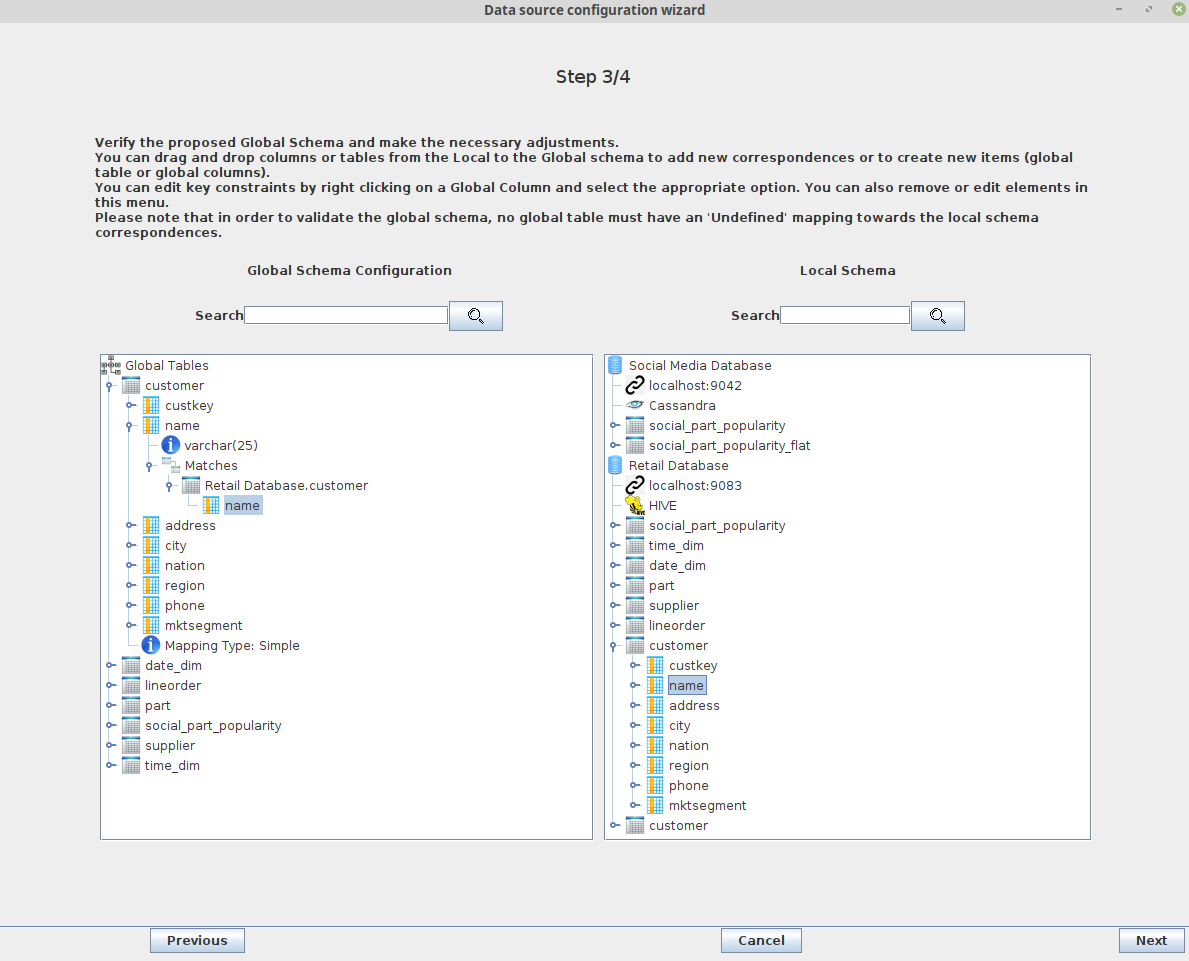 Data source configuration wizard
Step 3/4
Verify the proposed Global Schema and make the necessary adjustments.
You can drag and drop columns or tables from the Local to the Global schema to add new correspondences or to create new items (global
table or global columns).
You can edit key constraints by right clicking on a Global Column and select the appropriate option. You can also remove or edit elements in
this menu.
Please note that in order to validate the global schema, no global table must have an 'Undefined' mapping towards the local schema
correspondences.
Global Schema Configuration
Search
Global Tables
customer
custkey
name
varchar(25)
Matches
Retail Database.customer
name
address
city
nation
region
phone
mktsegment
Mapping Type: Simple
date_dim
lineorder
part
social_part_popularity
supplier
time_dim
Local Schema
Search
Social Media Database
localhost:9042
Cassandra
social_part_popularity
social_part_popularity_flat
Retail Database
localhost:9083
HIVE
social_part_popularity
time_dim
date_dim
part
supplier
lineorder
customer
custkey
name
address
city
nation
region
phone
mktsegment
customer
Previous
Cancel
Next